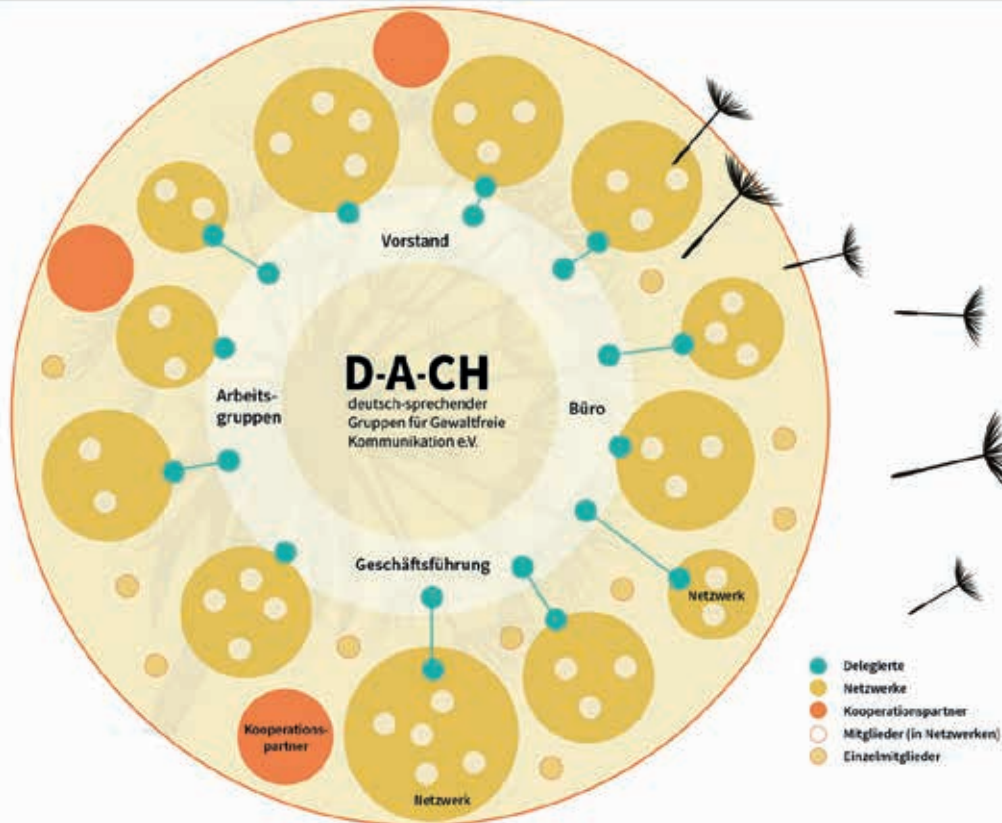 Vorstand
D-A-CH
deutsch-sprechender
Gruppen für Gewaltfreie
Kommunikation e.V.
Arbeits-
gruppen
Büro
Geschäftsführung
Netzwerk
Kooperations-
partner
Netzwerk
Delegierte
Netzwerke
Kooperationspartner
Mitglieder (in Netzwerken)
Einzelmitglieder